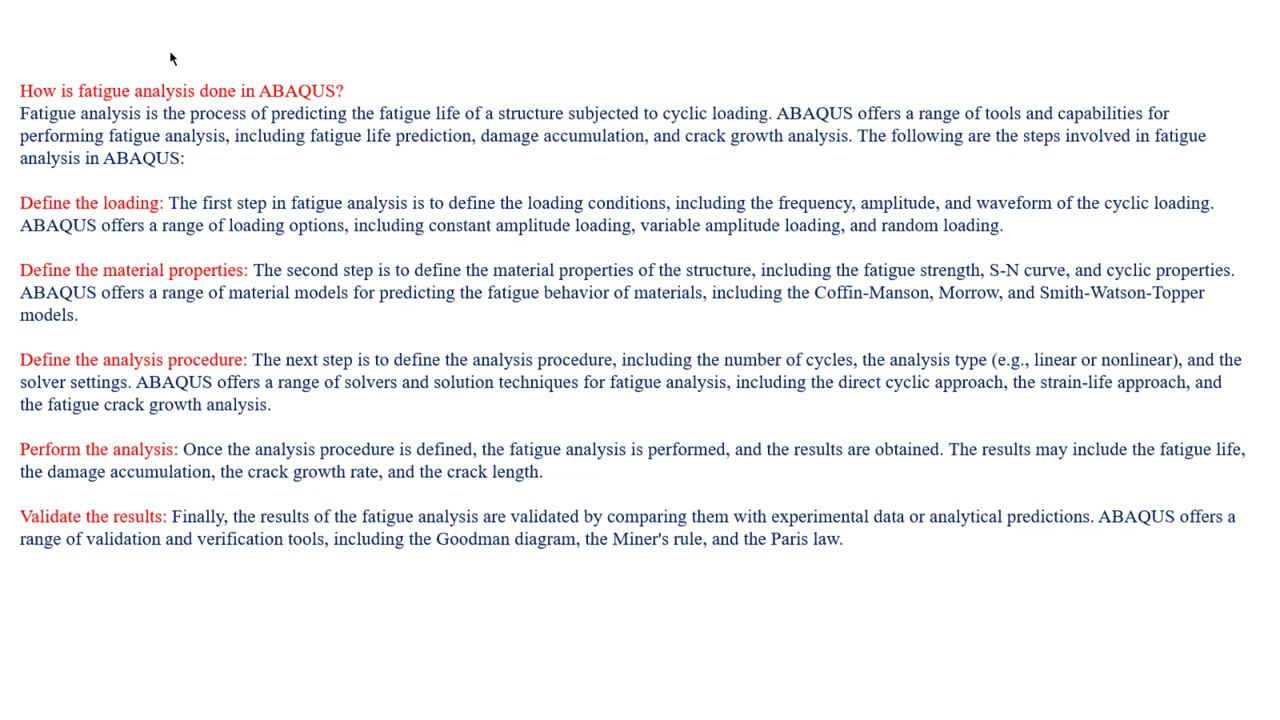 How is fatigue analysis done in ABAQUS?
Fatigue analysis is the process of predicting the fatigue life of a structure subjected to cyclic loading. ABAQUS offers a range of tools and capabilities for
performing fatigue analysis, including fatigue life prediction, damage accumulation, and crack growth analysis. The following are the steps involved in fatigue
analysis in ABAQUS:
Define the loading: The first step in fatigue analysis is to define the loading conditions, including the frequency, amplitude, and waveform of the cyclic loading.
ABAQUS offers a range of loading options, including constant amplitude loading, variable amplitude loading, and random loading.
Define the material properties: The second step is to define the material properties of the structure, including the fatigue strength, S-N curve, and cyclic properties.
ABAQUS offers a range of material models for predicting the fatigue behavior of materials, including the Coffin-Manson, Morrow, and Smith-Watson-Topper
models.
Define the analysis procedure: The next step is to define the analysis procedure, including the number of cycles, the analysis type (e.g., linear or nonlinear), and the
solver settings. ABAQUS offers a range of solvers and solution techniques for fatigue analysis, including the direct cyclic approach, the strain-life approach, and
the fatigue crack growth analysis.
Perform the analysis: Once the analysis procedure is defined, the fatigue analysis is performed, and the results are obtained. The results may include the fatigue life,
the damage accumulation, the crack growth rate, and the crack length.
Validate the results: Finally, the results of the fatigue analysis are validated by comparing them with experimental data or analytical predictions. ABAQUS offers a
range of validation and verification tools, including the Goodman diagram, the Miner's rule, and the Paris law.